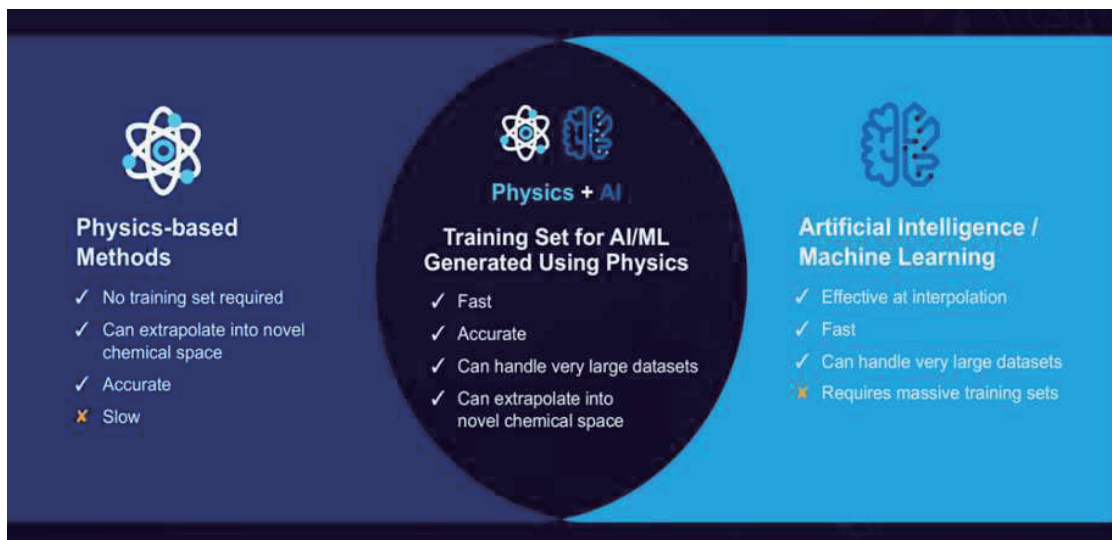 Physics-based
Methods
✓ No training set required
✓ Can extrapolate into novel
chemical space
✓ Accurate
✘ Slow
Physics + AI
Training Set for AI/ML
Generated Using Physics
✓ Fast
✓ Accurate
✓ Can handle very large datasets
✓ Can extrapolate into
novel chemical space
Artificial Intelligence /
Machine Learning
✓ Effective at interpolation
✓ Fast
✓ Can handle very large datasets
✘ Requires massive training sets